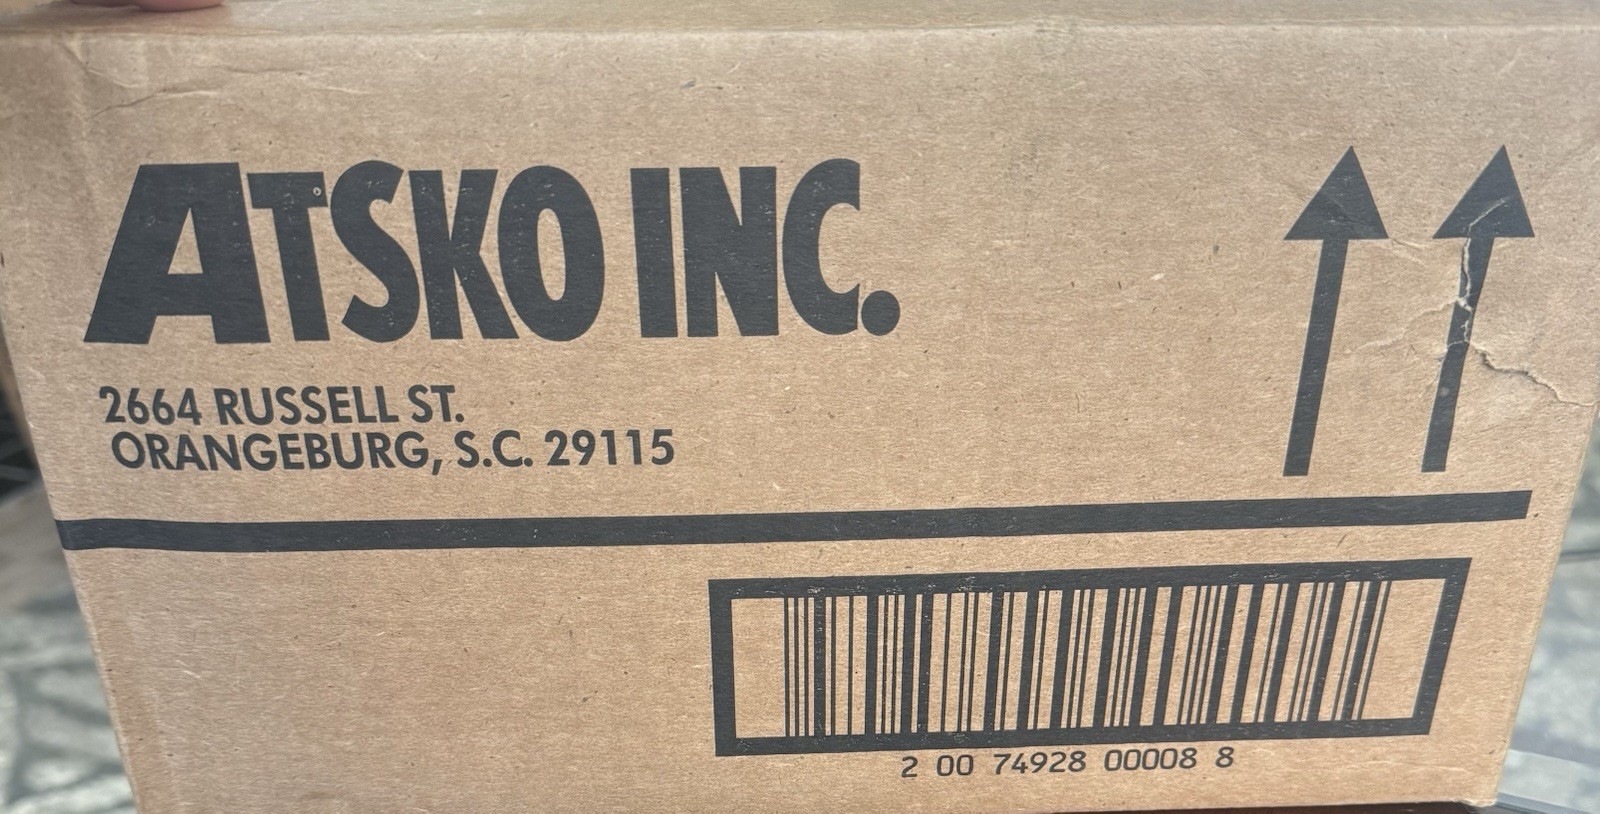 ATSKO INC.
2664 RUSSELL ST.
ORANGEBURG, S.C. 29115
2 00 74928 00008 8